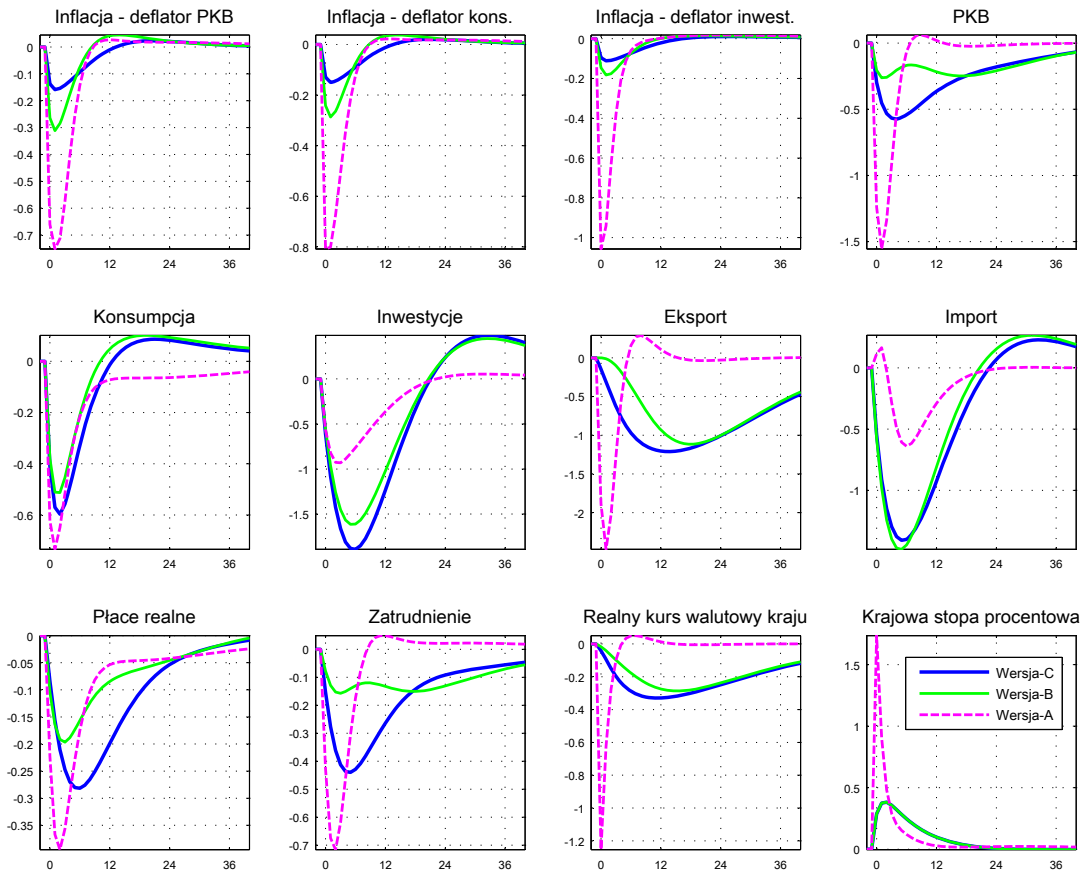 Inflacja - deflator PKB
Inflacja - deflator kons.
Inflacja - deflator inwest.
PKB
0
-0.1
-0.2
-0.3
-0.4
-0.5
-0.6
-0.7
0 12 24 36
0
-0.2
-0.4
-0.6
-0.8
0 12 24 36
0
-0.2
-0.4
-0.6
-0.8
-1
0 12 24 36
0
-0.5
-1
-1.5
0 12 24 36
Konsumpcja
Inwestycje
Eksport
Import
0
-0.2
-0.4
-0.6
0 12 24 36
0
-0.5
-1
-1.5
0 12 24 36
0
-0.5
-1
-1.5
-2
0 12 24 36
0
-0.5
-1
0 12 24 36
Płace realne
Zatrudnienie
Realny kurs walutowy kraju
Krajowa stopa procentowa
0
-0.05
-0.1
-0.15
-0.2
-0.25
-0.3
-0.35
0 12 24 36
0
-0.1
-0.2
-0.3
-0.4
-0.5
-0.6
-0.7
0 12 24 36
0
-0.2
-0.4
-0.6
-0.8
-1
-1.2
0 12 24 36
1.5
1
0.5
0
0 12 24 36
Wersja-C
Wersja-B
Wersja-A